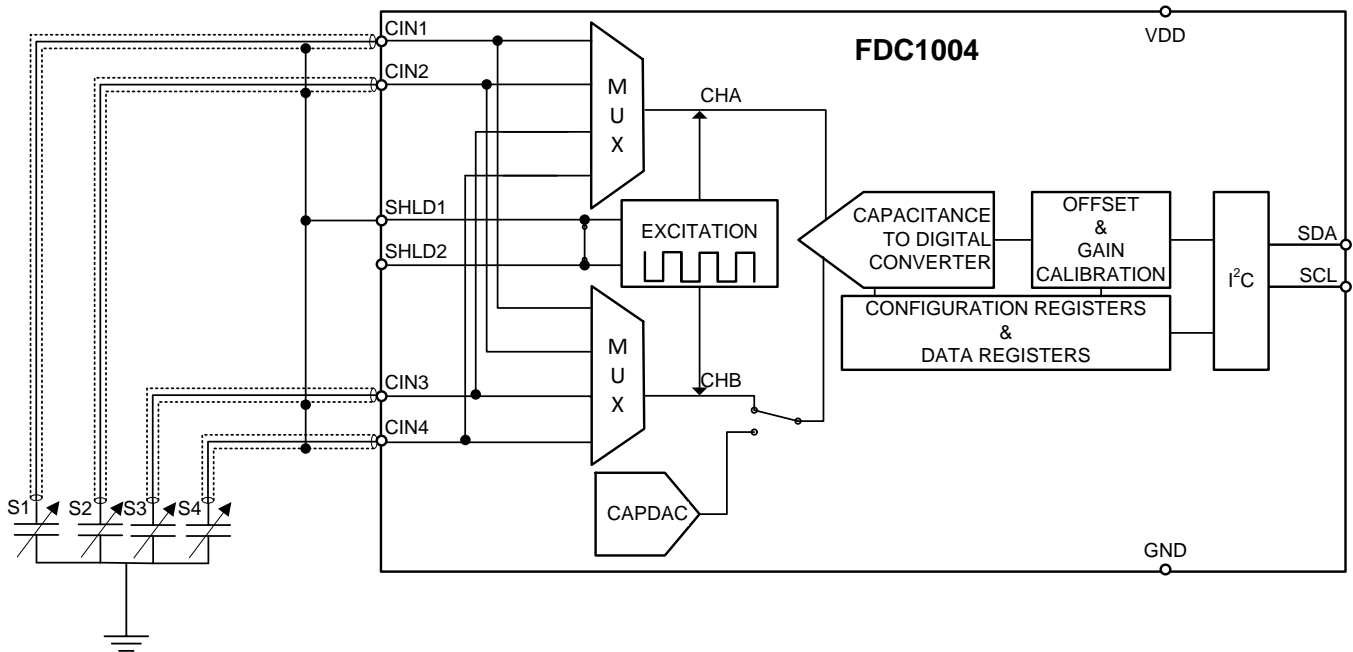 CIN1
VDD
FDC1004
CIN2
M
U
X
CHA
SHLD1
EXCITATION
CAPACITANCE
TO DIGITAL
CONVERTER
OFFSET
&
GAIN
CALIBRATION
I²C
SDA
SCL
SHLD2
CONFIGURATION REGISTERS
&
DATA REGISTERS
M
U
X
CHB
CIN3
CIN4
CAPDAC
S1
S2
S3
S4
GND